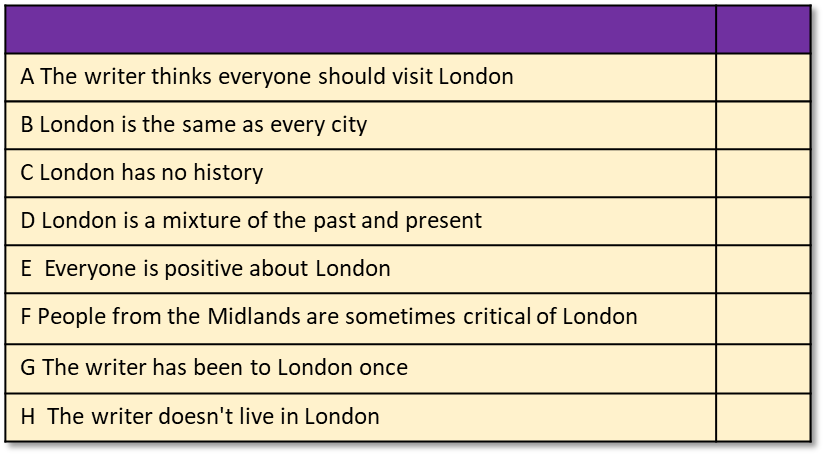 A The writer thinks everyone should visit London
B London is the same as every city
C London has no history
D London is a mixture of the past and present
E  Everyone is positive about London
F People from the Midlands are sometimes critical of London
G The writer has been to London once
H  The writer doesn't live in London